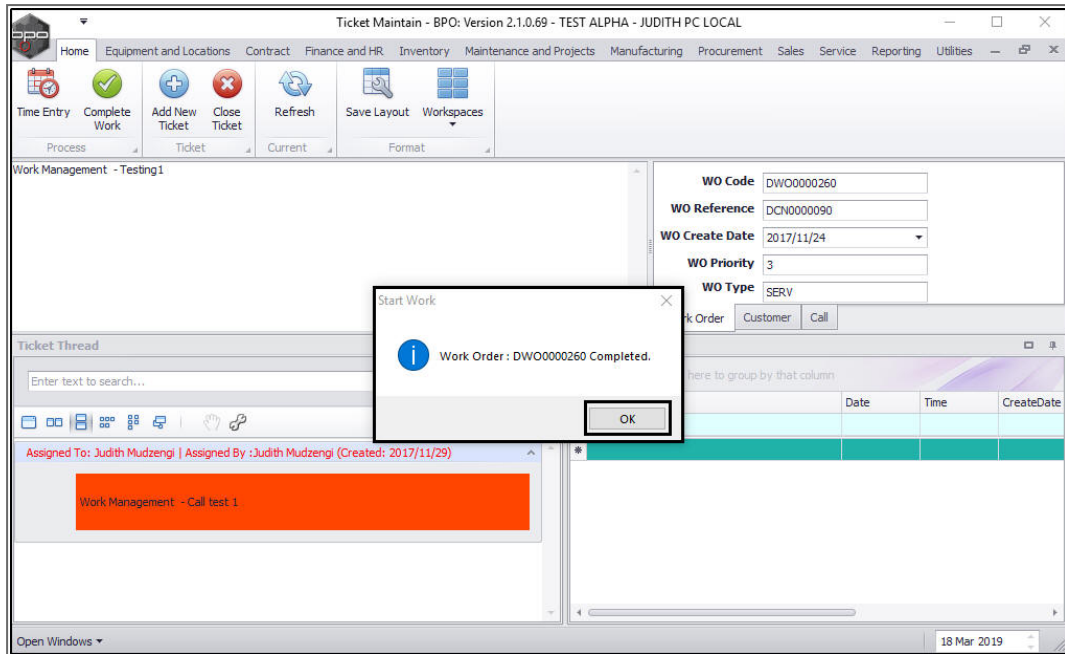 bpo
Ticket Maintain - BPO: Version 2.1.0.69 - TEST ALPHA - JUDITH PC LOCAL
Home Equipment and Locations Contract Finance and HR Inventory Maintenance and Projects Manufacturing Procurement Sales Service Reporting Utilities
Time Entry Complete Work Add New Ticket Close Ticket Refresh Save Layout Workspaces
Process Ticket Current Format
Work Management - Testing1
WO Code DWO0000260
WO Reference DCN0000090
WO Create Date 2017/11/24
WO Priority 3
WO Type SERV
rk Order Customer Call
Start Work
Work Order : DWO0000260 Completed.
OK
Ticket Thread
Enter text to search...
here to group by that column
Date Time CreateDate
Assigned To: Judith Mudzengi | Assigned By :Judith Mudzengi (Created: 2017/11/29)
Work Management - Call test 1
Open Windows
18 Mar 2019